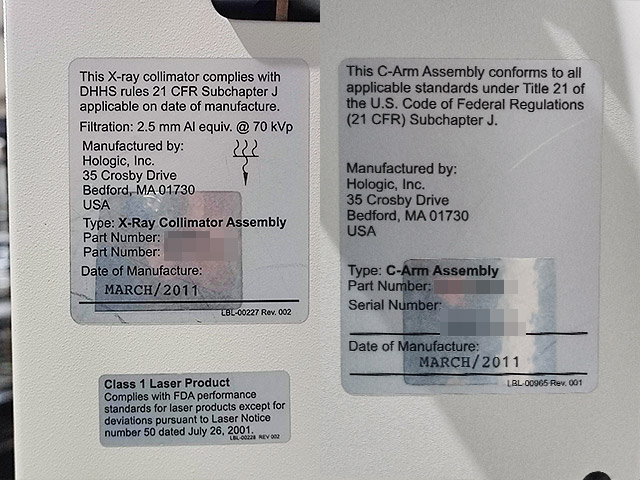 This X-ray collimator complies with
DHHS rules 21 CFR Subchapter J
applicable on date of manufacture.
Filtration: 2.5 mm Al equiv. @ 70 kVp
Manufactured by:
Hologic, Inc.
35 Crosby Drive
Bedford, MA 01730
USA
Type: X-Ray Collimator Assembly
Part Number:
Part Number:
Date of Manufacture:
MARCH/2011
LBL-00227 Rev. 002
Class 1 Laser Product
Complies with FDA performance
standards for laser products except for
deviations pursuant to Laser Notice
number 50 dated July 26, 2001.
LBL-00228 REV 002
This C-Arm Assembly conforms to all
applicable standards under Title 21 of
the U.S. Code of Federal Regulations
(21 CFR) Subchapter J.
Manufactured by:
Hologic, Inc.
35 Crosby Drive
Bedford, MA 01730
USA
Type: C-Arm Assembly
Part Number:
Serial Number:
Date of Manufacture:
MARCH/2011
LBL-00965 Rev. 001